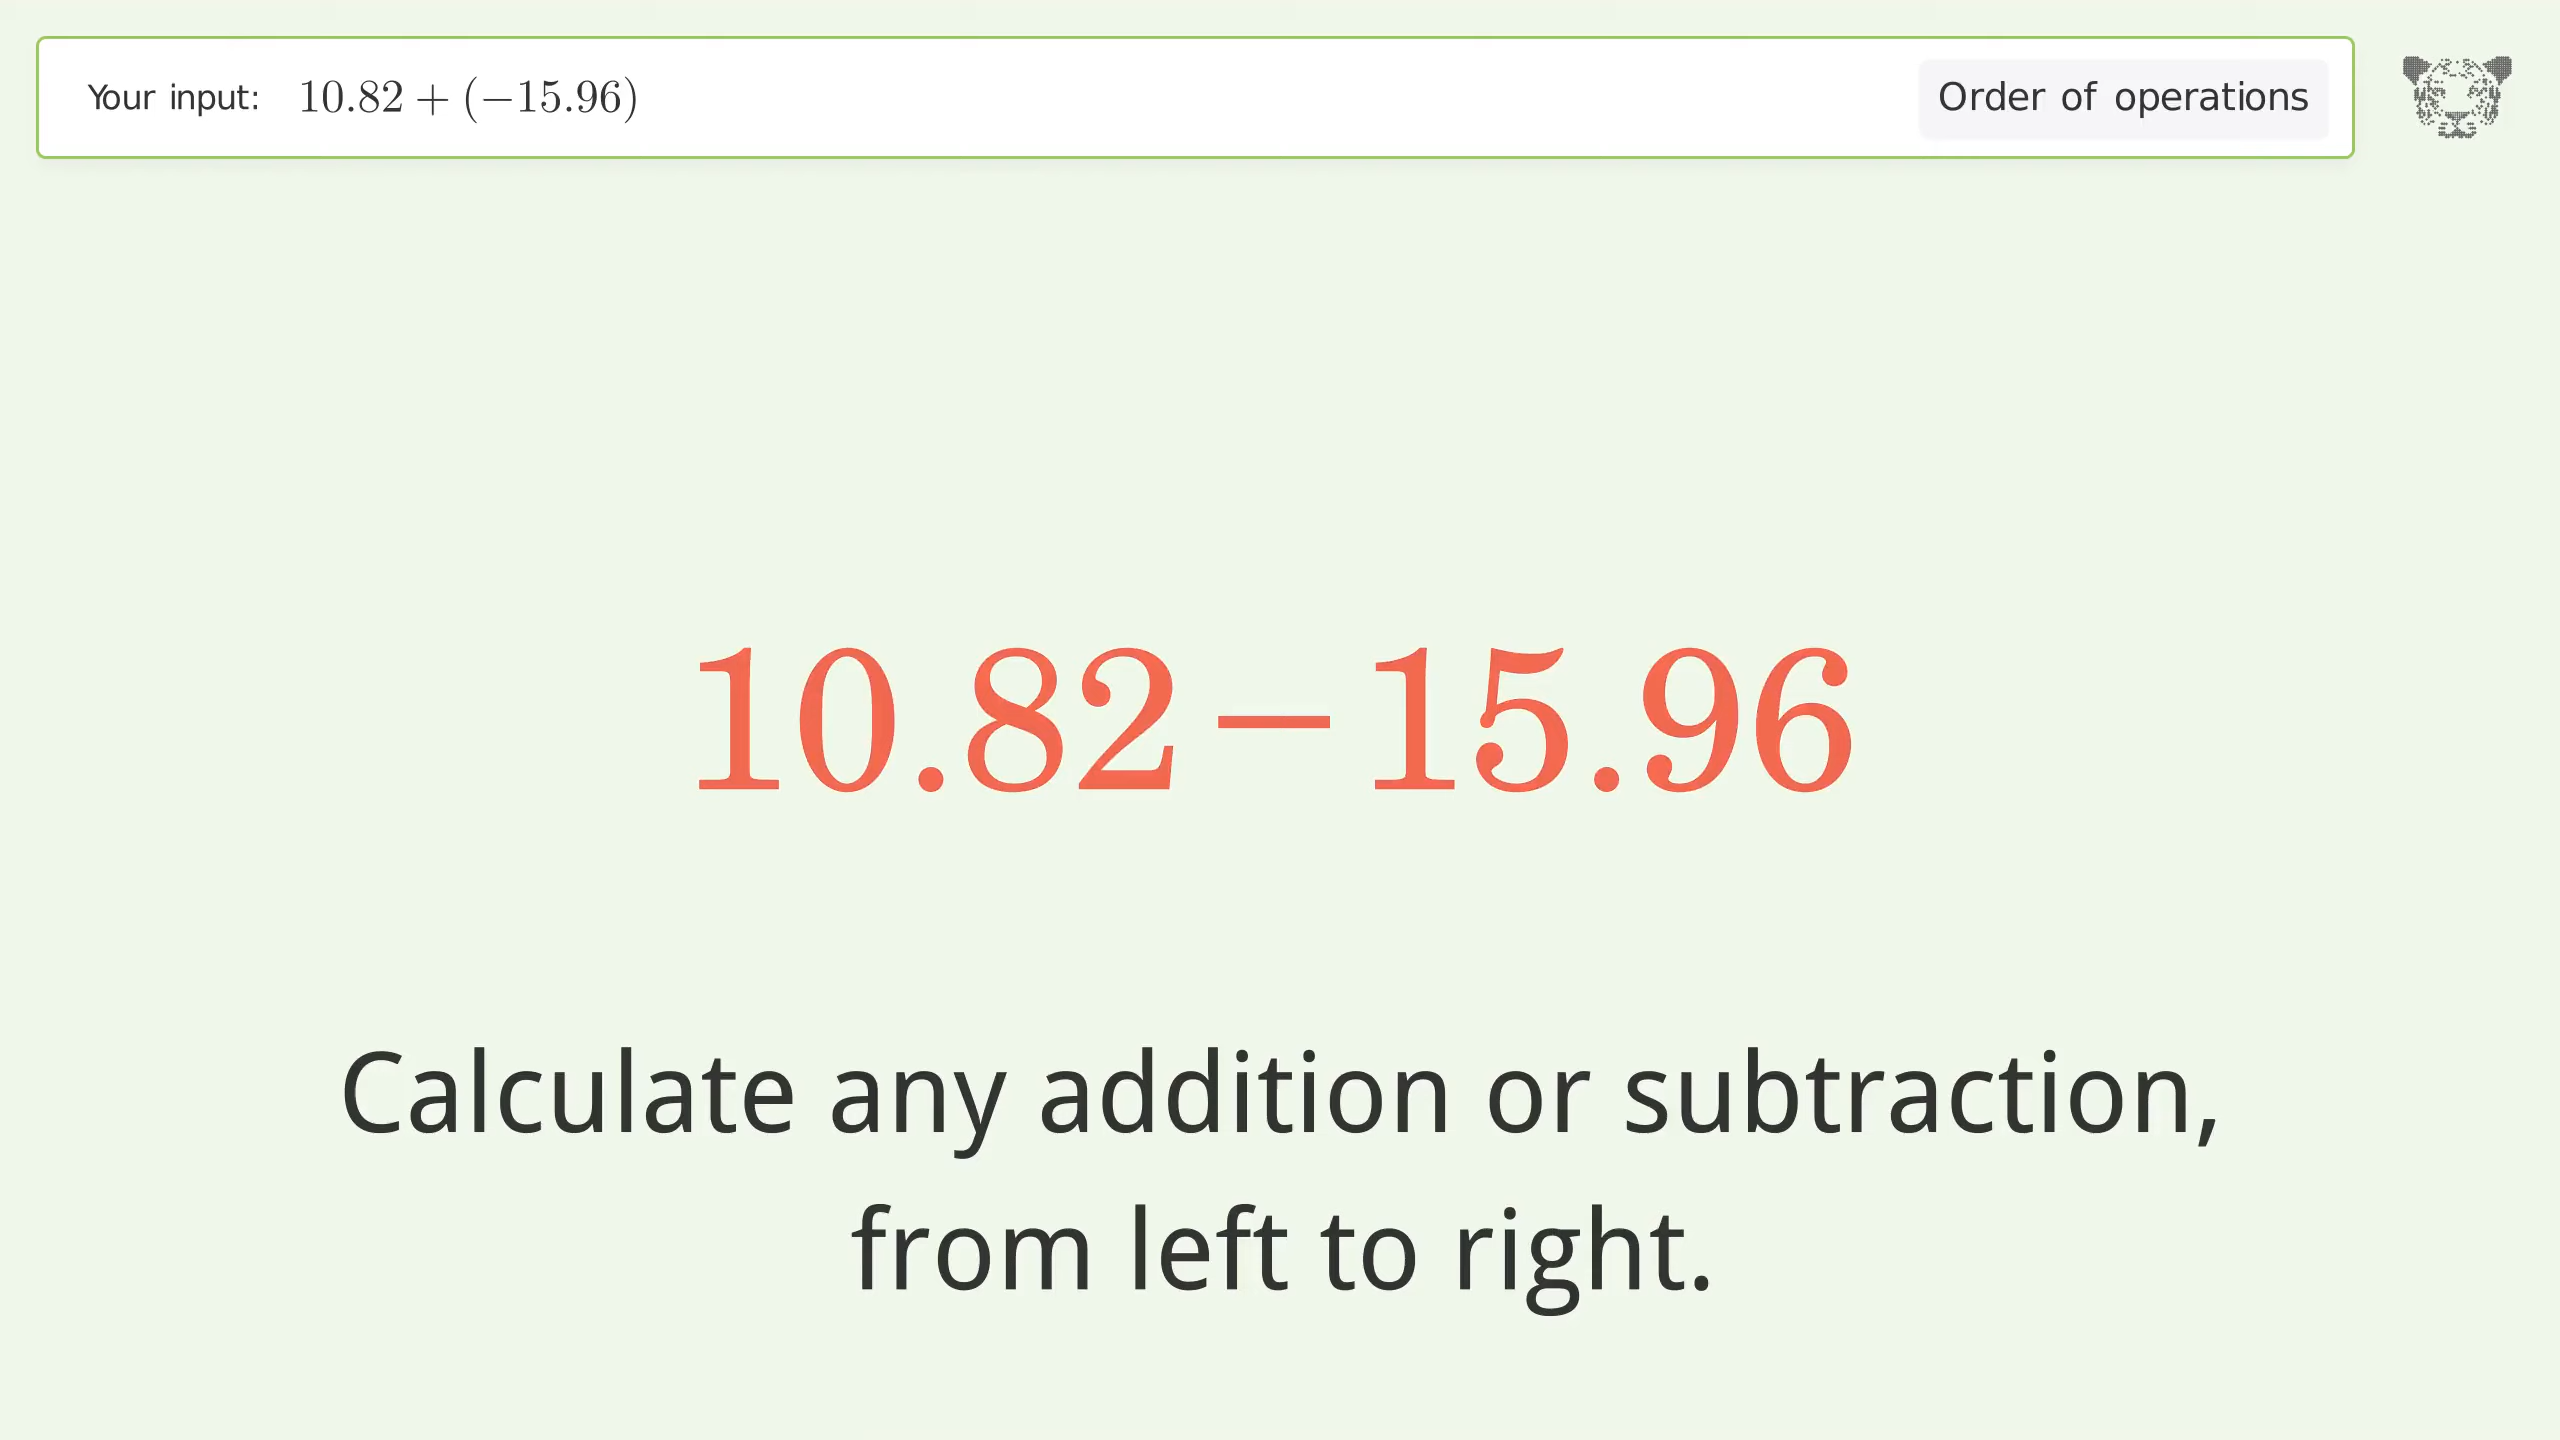 Your input: 10.82 + (−15.96)
Order of operations
10.82 − 15.96
Calculate any addition or subtraction,
from left to right.